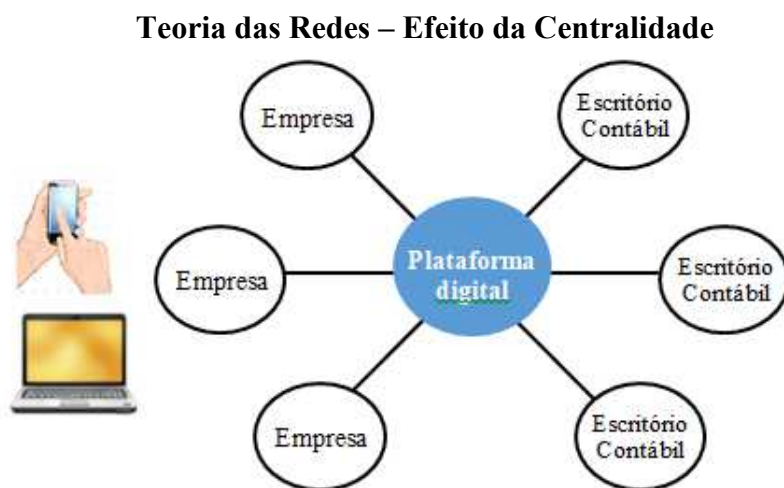 Teoria das Redes – Efeito da Centralidade
Empresa
Escritório
Contábil
Empresa
Plataforma
digital
Escritório
Contábil
Empresa
Escritório
Contábil